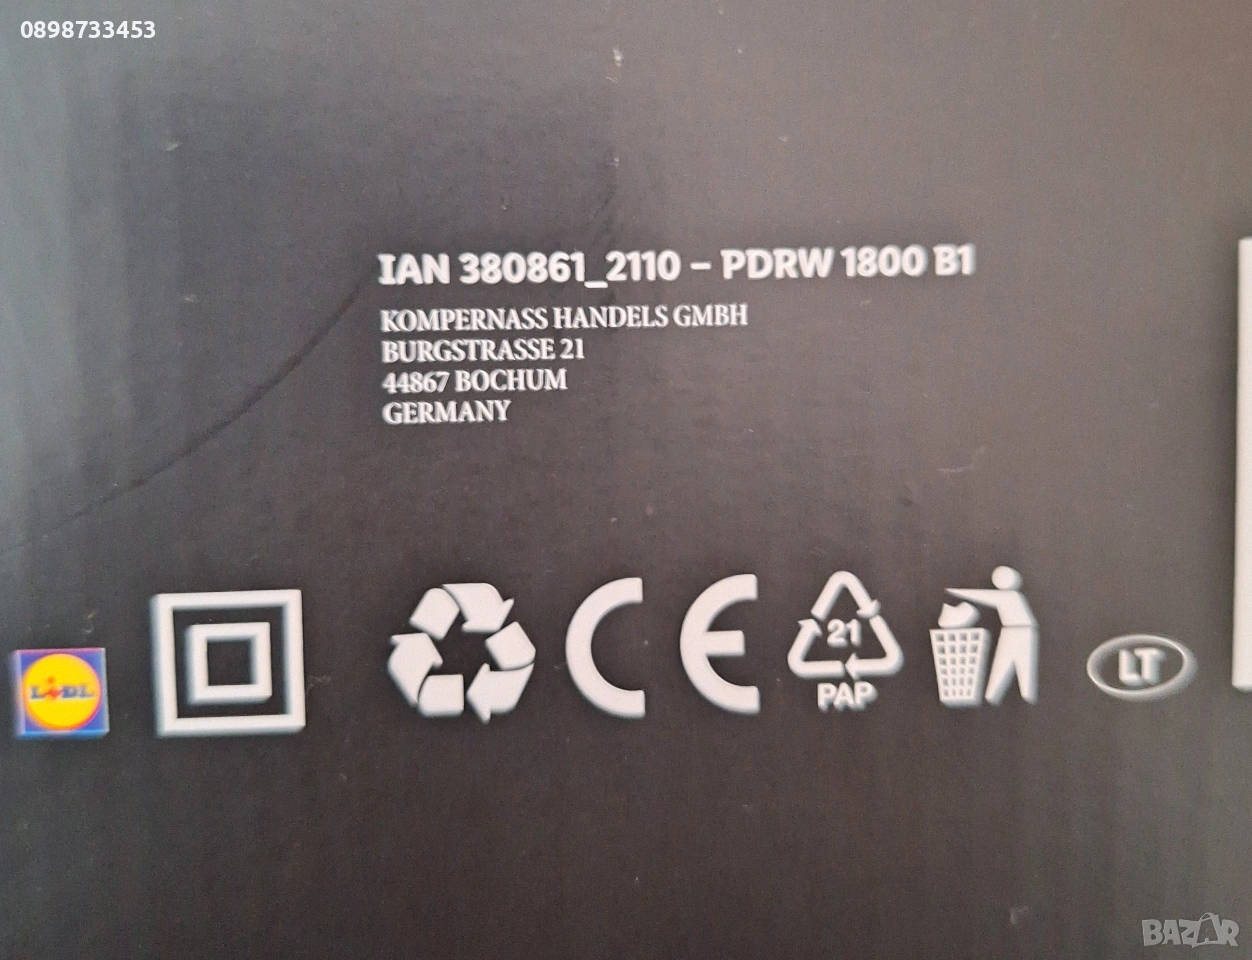 0898733453
IAN 380861_2110 – PDRW 1800 B1
KOMPERNASS HANDELS GMBH
BURGSTRASSE 21
44867 BOCHUM
GERMANY
LIDL
CE
21
PAP
LT
BAZAR